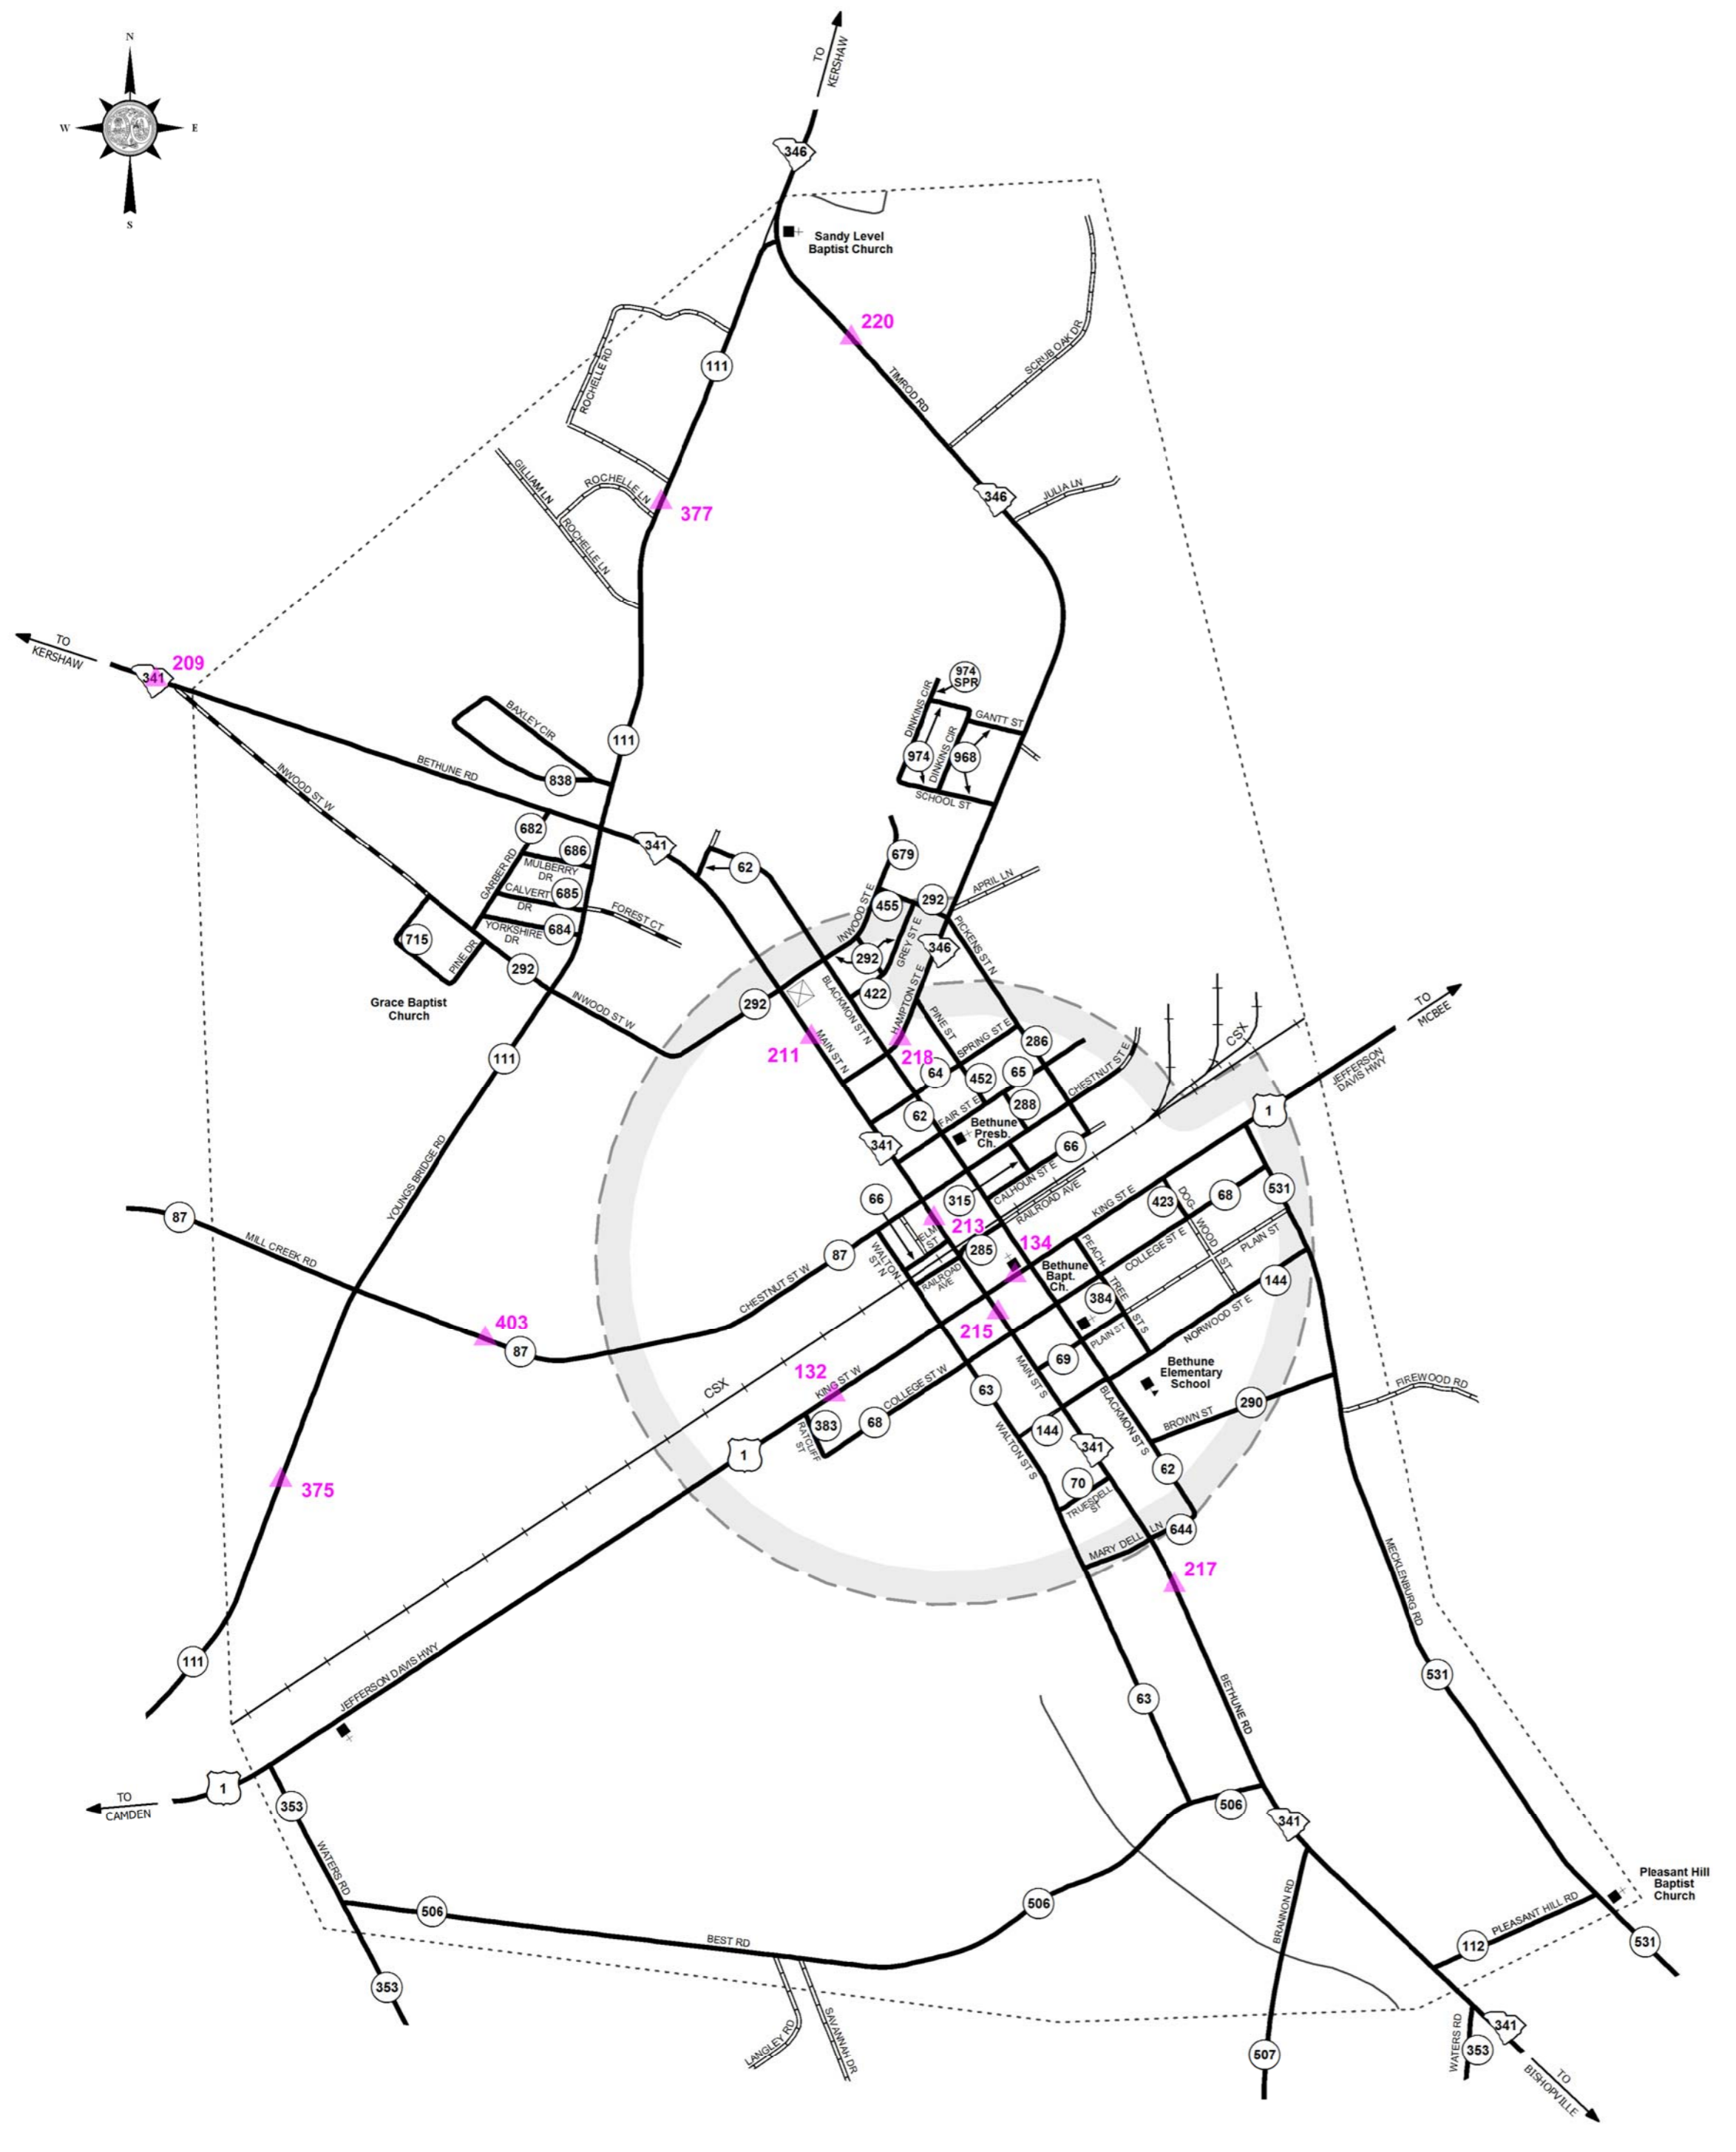 N
W
E
S
TO
KERSHAW
346
Sandy Level
Baptist Church
220
TIMROD RD
SCRUB OAK DR
ROCHELLE RD
111
346
JULIA LN
GILLIAM LN
ROCHELLE LN
ROCHELLE LN
377
TO
KERSHAW
341
209
974
SPR
DINKINS CIR
GANTT ST
974
DINKINS CIR
968
SCHOOL ST
BAXLEY CIR
111
838
BETHUNE RD
INWOOD ST W
682
686
341
62
679
GARBER RD
MULBERRY
DR
CALVERT
DR
685
FOREST CT
YORKSHIRE
DR
684
INWOOD ST E
455
292
APRIL LN
715
PINE DR
292
GREY ST E
346
PICKENS ST N
292
422
Grace Baptist
Church
INWOOD ST W
292
BLACKMON ST N
HAMPTON ST E
PINE ST
MAIN ST N
211
218
SPRING ST E
286
64
452
65
CHESTNUT ST E
CSX
TO
MCBEE
JEFFERSON
DAVIS HWY
1
111
62
FAIR ST E
288
Bethune
Presb.
Ch.
341
66
YOUNGS BRIDGE RD
66
315
CALHOUN ST E
RAILROAD AVE
KING ST E
423
DOG-
WOOD
ST
68
531
87
MILL CREEK RD
213
ELM
ST
285
134
87
WALTON
ST N
RAILROAD
AVE
Bethune
Bapt.
Ch.
PEACH-
TREE
ST S
COLLEGE ST E
PLAIN ST
144
CHESTNUT ST W
384
403
87
215
PLAIN ST
NORWOOD ST E
69
132
KING ST W
CSX
COLLEGE ST W
MAIN ST S
Bethune
Elementary
School
63
383
68
RATCLIFF
ST
BLACKMON ST S
BROWN ST
290
FIREWOOD RD
1
WALTON ST S
144
341
62
375
70
TRUESDELL
ST
644
MARY DELL LN
217
MECKLENBURG RD
111
JEFFERSON DAVIS HWY
63
BETHUNE RD
531
TO
CAMDEN
1
353
506
341
WATERS RD
Pleasant Hill
Baptist
Church
506
506
BRANNON RD
PLEASANT HILL RD
112
531
BEST RD
353
LANGLEY RD
SAVANNAH DR
507
WATERS RD
353
341
TO
BISHOPVILLE